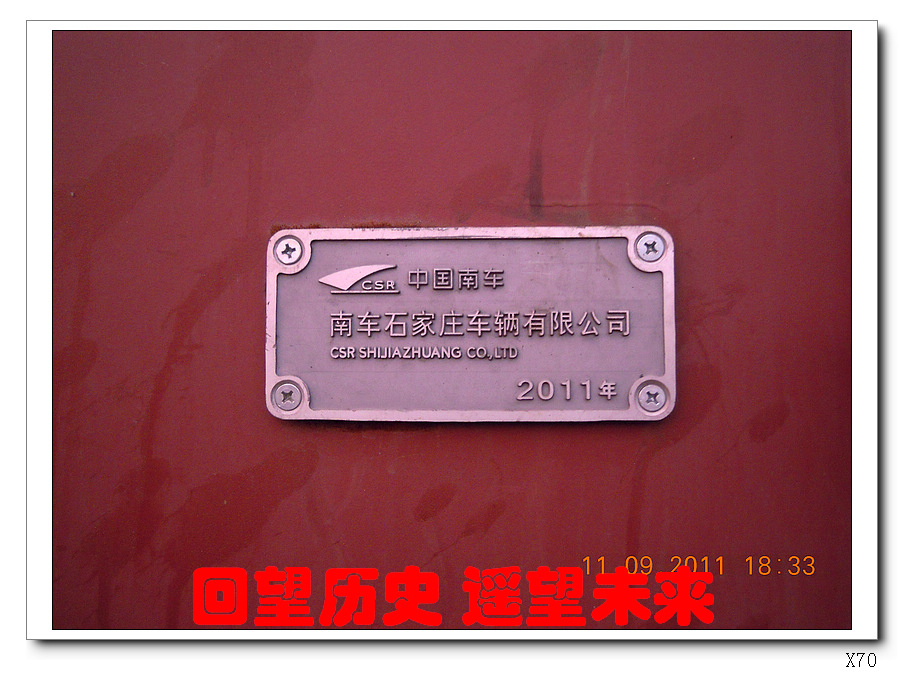 CSR 中国南车
南车石家庄车辆有限公司
CSR SHIJIAZHUANG CO.,LTD
2011年
11 09 2011 18:33
回望历史 遥望未来
X70